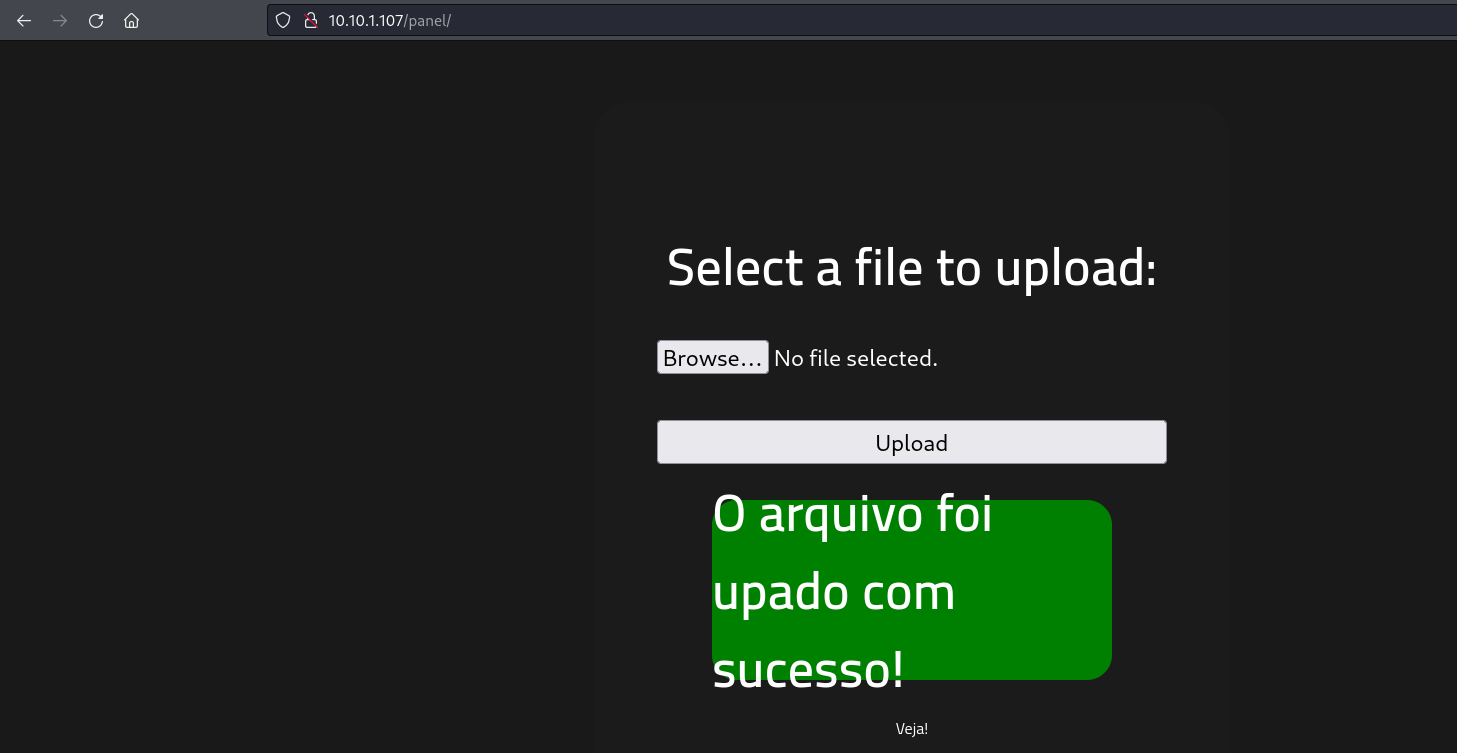 10.10.1.107/panel/
Select a file to upload:
Browse... No file selected.
Upload
O arquivo foi
upado com
sucesso!
Veja!